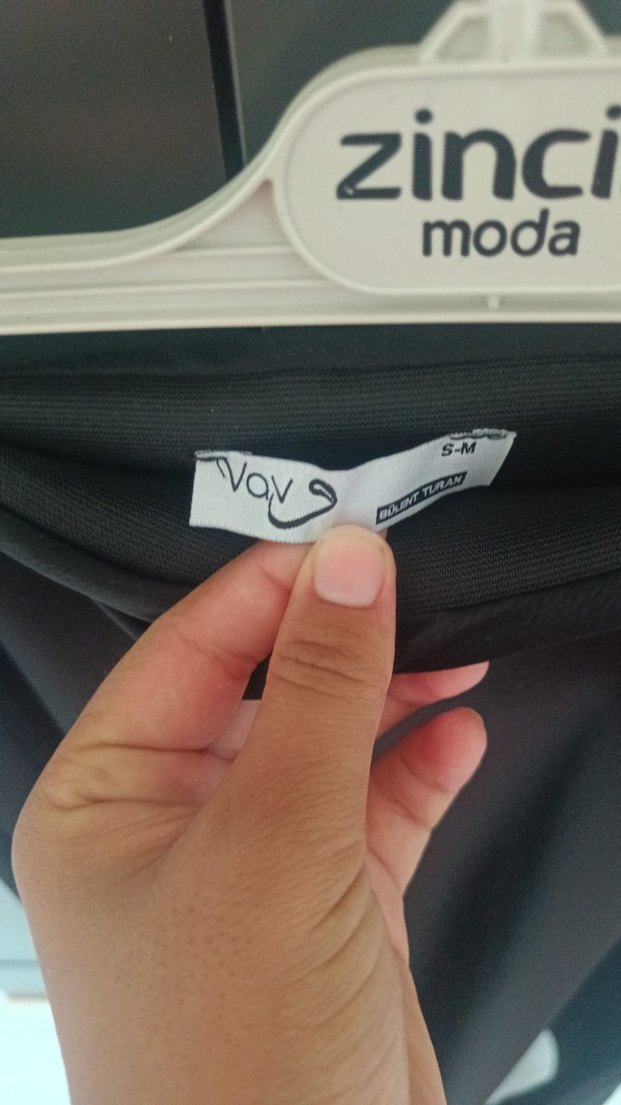 zinci
moda
VaV و
S-M
BÜLENT TURAN